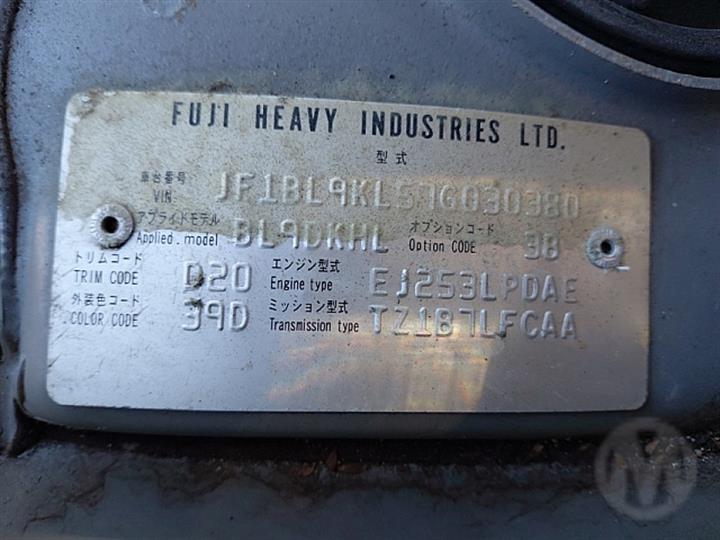 FUJI HEAVY INDUSTRIES LTD.
型式
車台番号 VIN JF1BL9KLS7G030380
アプライドモデル オプションコード
Applied. model BL9DKHL Option CODE 38
トリムコード エンジン型式
TRIM CODE D20 Engine type EJ253LPDAE
外装色コード ミッション型式
COLOR CODE 39D Transmission type TZ1B7LFCAA
M